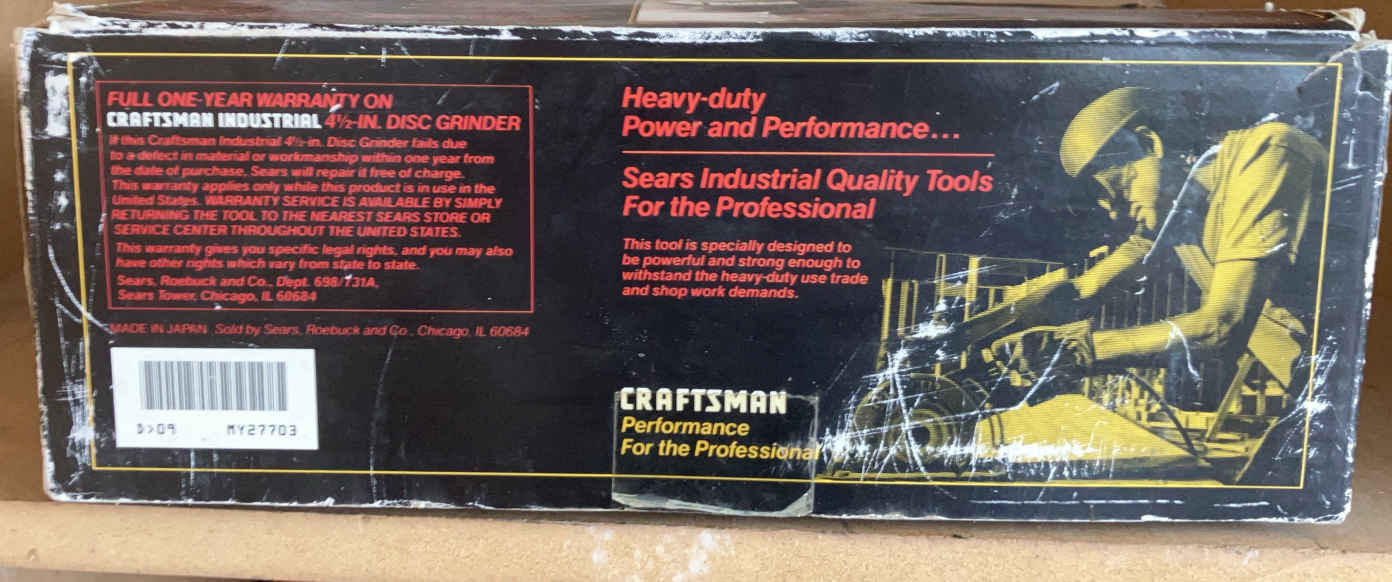 FULL ONE-YEAR WARRANTY ON
CRAFTSMAN INDUSTRIAL 4½-IN. DISC GRINDER
If this Craftsman Industrial 4½-in. Disc Grinder fails due
to a defect in material or workmanship within one year from
the date of purchase, Sears will repair it free of charge.
This warranty applies only while this product is in use in the
United States. WARRANTY SERVICE IS AVAILABLE BY SIMPLY
RETURNING THE TOOL TO THE NEAREST SEARS STORE OR
SERVICE CENTER THROUGHOUT THE UNITED STATES.
This warranty gives you specific legal rights, and you may also
have other rights which vary from state to state.
Sears, Roebuck and Co., Dept. 698/731A,
Sears Tower, Chicago, IL 60684
MADE IN JAPAN Sold by Sears, Roebuck and Co., Chicago, IL 60684
D>09 MY27703
Heavy-duty
Power and Performance...
Sears Industrial Quality Tools
For the Professional
This tool is specially designed to
be powerful and strong enough to
withstand the heavy-duty use trade
and shop work demands.
CRAFTSMAN
Performance
For the Professional